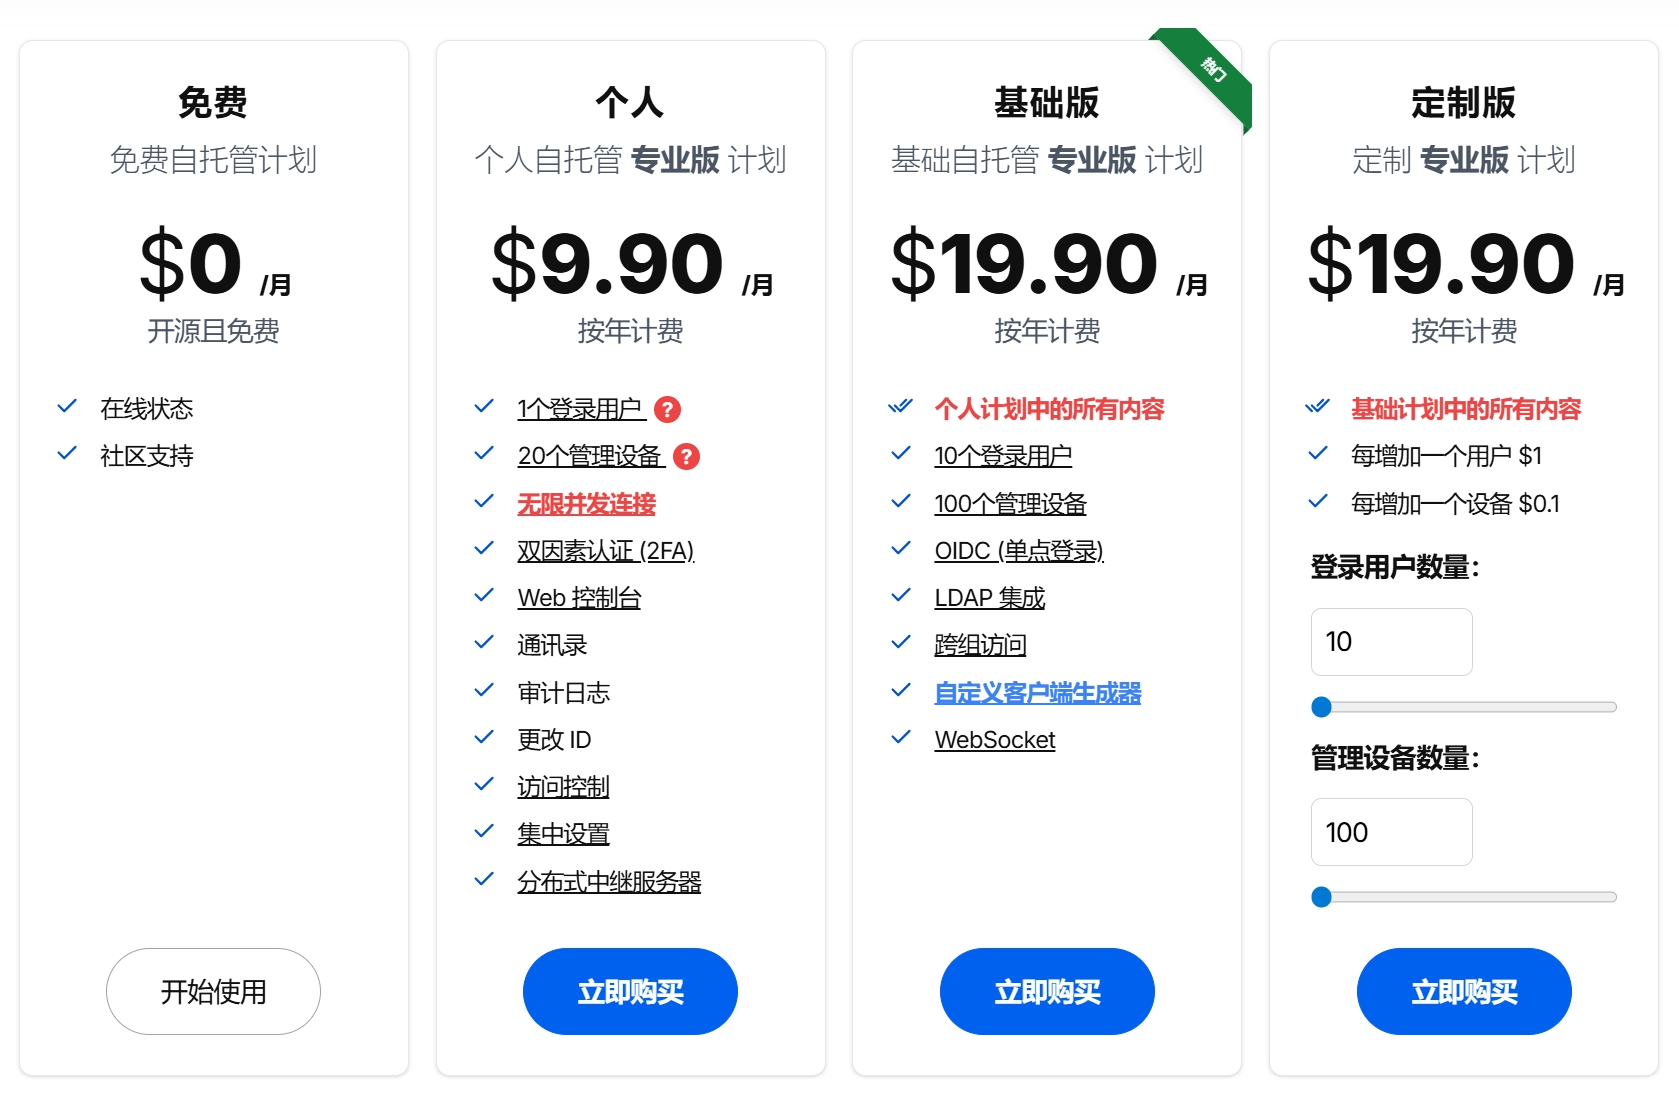 免费
免费自托管计划
$0 /月
开源且免费
在线状态
社区支持
开始使用
个人
个人自托管 专业版 计划
$9.90 /月
按年计费
1个登录用户 ?
20个管理设备 ?
无限并发连接
双因素认证 (2FA)
Web 控制台
通讯录
审计日志
更改 ID
访问控制
集中设置
分布式中继服务器
立即购买
热门
基础版
基础自托管 专业版 计划
$19.90 /月
按年计费
个人计划中的所有内容
10个登录用户
100个管理设备
OIDC (单点登录)
LDAP 集成
跨组访问
自定义客户端生成器
WebSocket
立即购买
定制版
定制 专业版 计划
$19.90 /月
按年计费
基础计划中的所有内容
每增加一个用户 $1
每增加一个设备 $0.1
登录用户数量：
10
管理设备数量：
100
立即购买